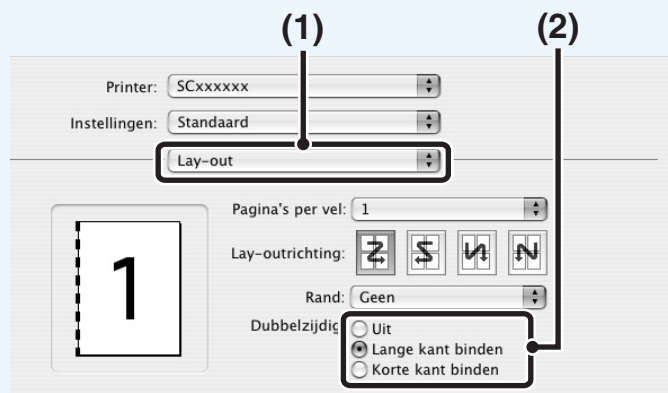 (1) (2)
Printer: SCxxxxxx
Instellingen: Standaard
Lay-out
Pagina's per vel: 1
Lay-outrichting:
Rand: Geen
Dubbelzijdig
Uit
Lange kant binden
Korte kant binden
1